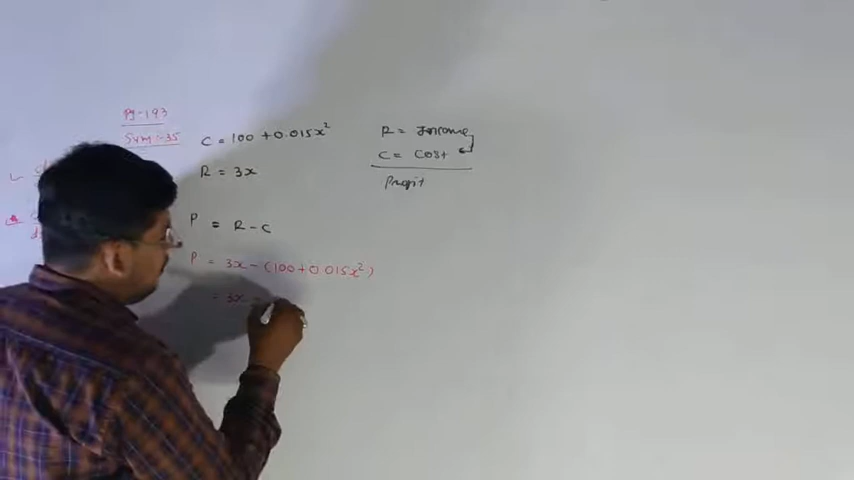 Pg-193
Sum-35
C = 100 + 0.015x²
R = 3x
P = R - C
P = 3x - (100 + 0.015x²)
= 3x -
R = Income
C = Cost
Profit